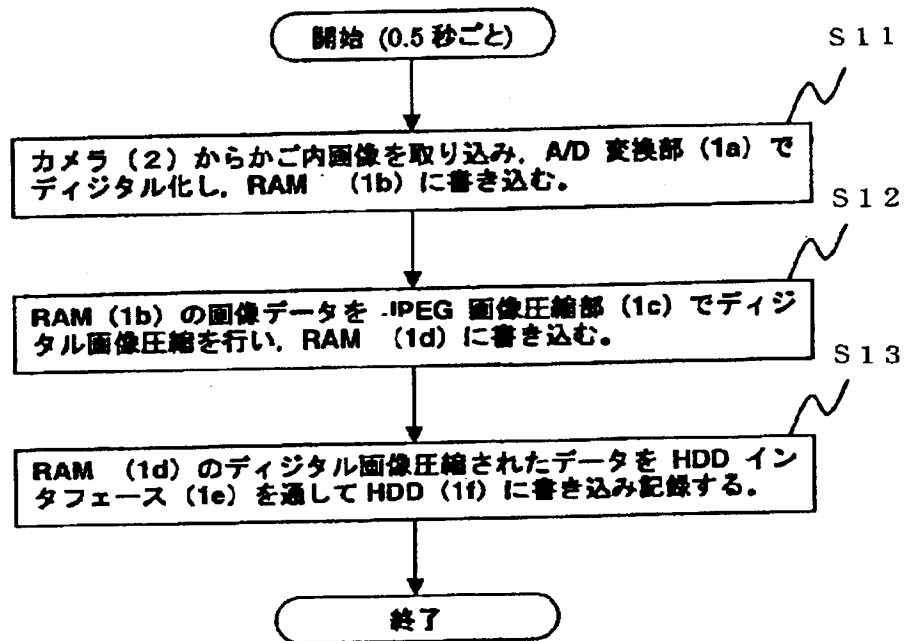 開始 (0.5 秒ごと)
S11
カメラ (2) からかご内画像を取り込み, A/D 変換部 (1a) で
ディジタル化し, RAM (1b) に書き込む。
S12
RAM (1b) の画像データを JPEG 画像圧縮部 (1c) でディジ
タル画像圧縮を行い, RAM (1d) に書き込む。
S13
RAM (1d) のディジタル画像圧縮されたデータを HDD イン
タフェース (1e) を通して HDD (1f) に書き込み記録する。
終了